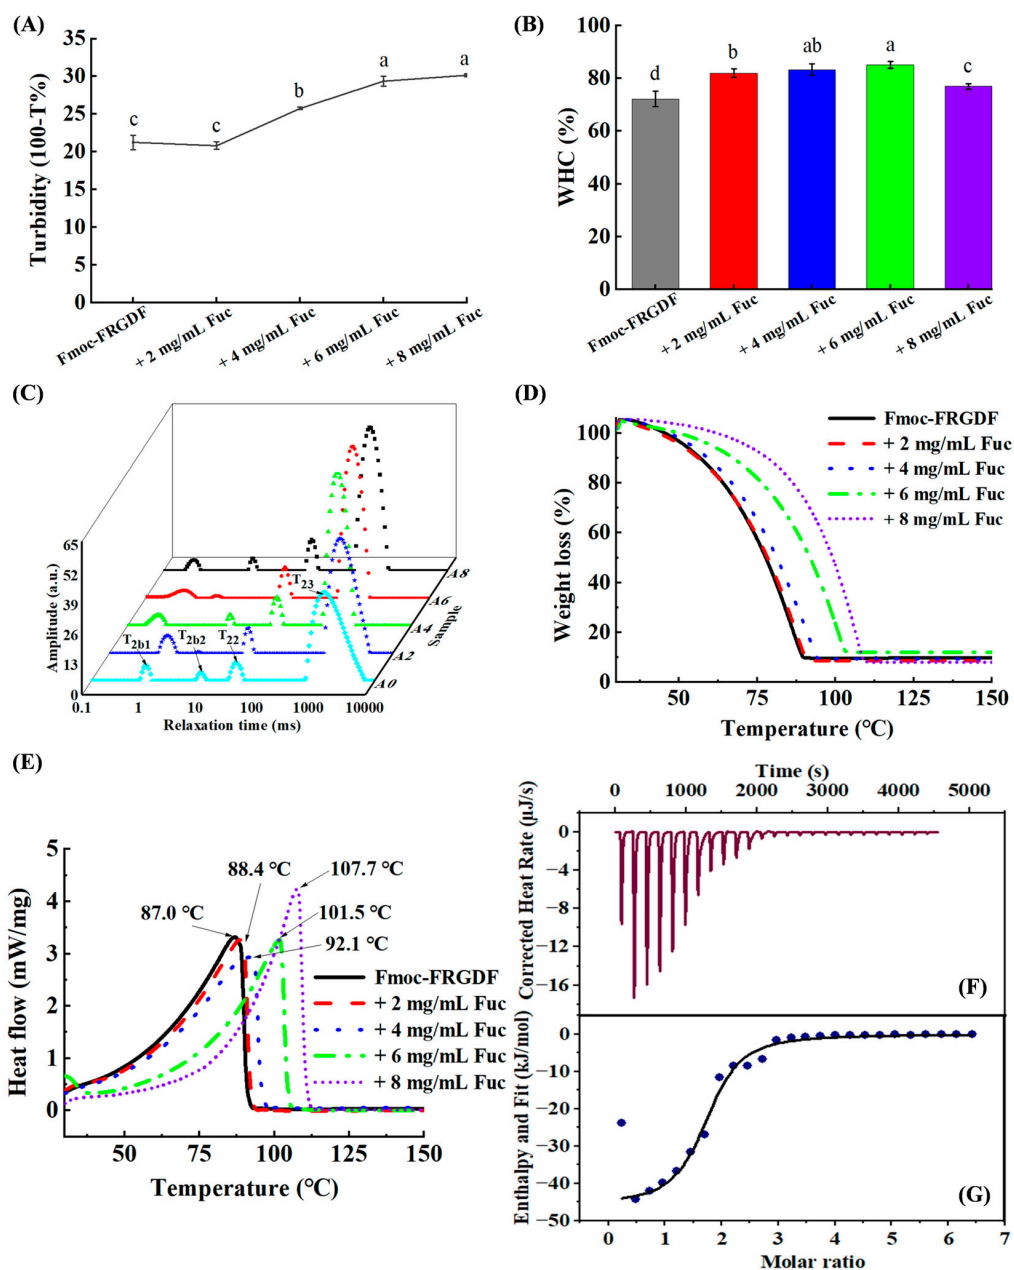 (A)
Turbidity (100-T%)
35
30
25
20
15
10
5
0
c
c
b
a
a
Fmoc-FRGDF
+ 2 mg/mL Fuc
+ 4 mg/mL Fuc
+ 6 mg/mL Fuc
+ 8 mg/mL Fuc
(B)
WHC (%)
100
80
60
40
20
0
d
b
ab
a
c
Fmoc-FRGDF
+ 2 mg/mL Fuc
+ 4 mg/mL Fuc
+ 6 mg/mL Fuc
+ 8 mg/mL Fuc
(C)
Amplitude (a.u.)
65
52
39
26
13
0
T2b1
T2b2
T22
T23
A8
A6
A4
A2
A0
Sample
0.1
1
10
100
1000
10000
Relaxation time (ms)
(D)
Weight loss (%)
100
80
60
40
20
0
Fmoc-FRGDF
+ 2 mg/mL Fuc
+ 4 mg/mL Fuc
+ 6 mg/mL Fuc
+ 8 mg/mL Fuc
50
75
100
125
150
Temperature (℃)
(E)
Heat flow (mW/mg)
5
4
3
2
1
0
87.0 ℃
88.4 ℃
107.7 ℃
101.5 ℃
92.1 ℃
Fmoc-FRGDF
+ 2 mg/mL Fuc
+ 4 mg/mL Fuc
+ 6 mg/mL Fuc
+ 8 mg/mL Fuc
50
75
100
125
150
Temperature (℃)
Time (s)
0
1000
2000
3000
4000
5000
Corrected Heat Rate (μJ/s)
0
−4
−8
−12
−16
(F)
Enthalpy and Fit (kJ/mol)
0
−10
−20
−30
−40
−50
(G)
0
1
2
3
4
5
6
7
Molar ratio